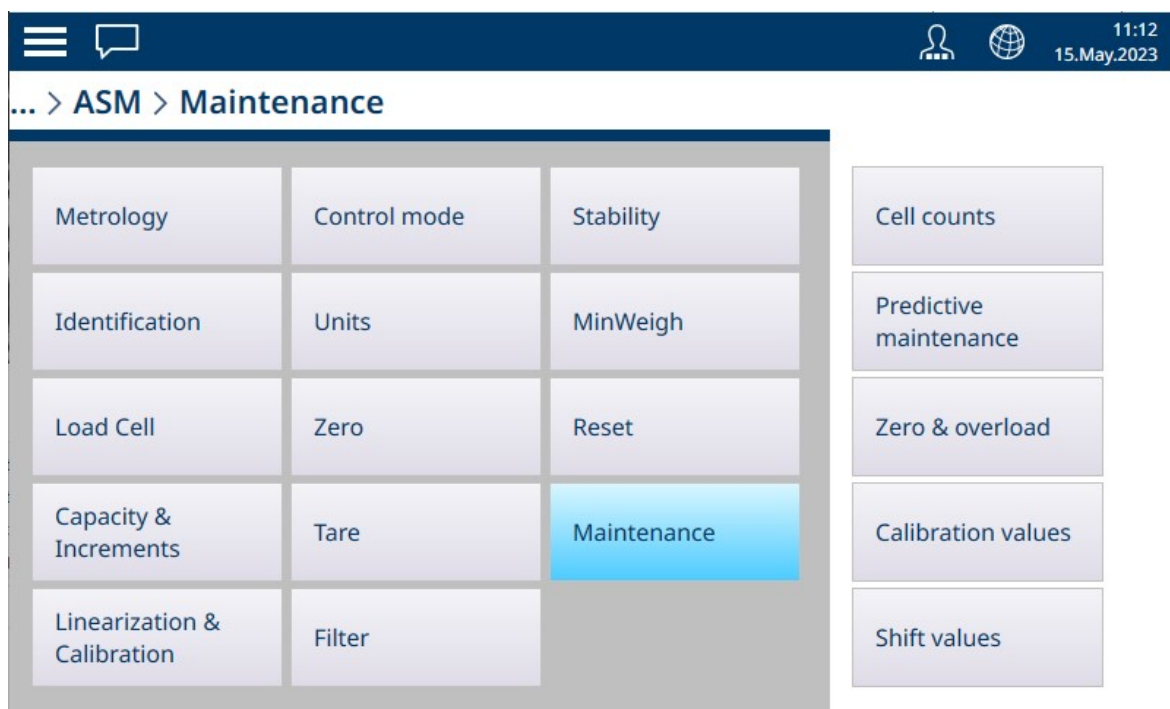 11:12
15.May.2023
... > ASM > Maintenance
Metrology
Control mode
Stability
Cell counts
Identification
Units
MinWeigh
Predictive
maintenance
Load Cell
Zero
Reset
Zero & overload
Capacity &
Increments
Tare
Maintenance
Calibration values
Linearization &
Calibration
Filter
Shift values